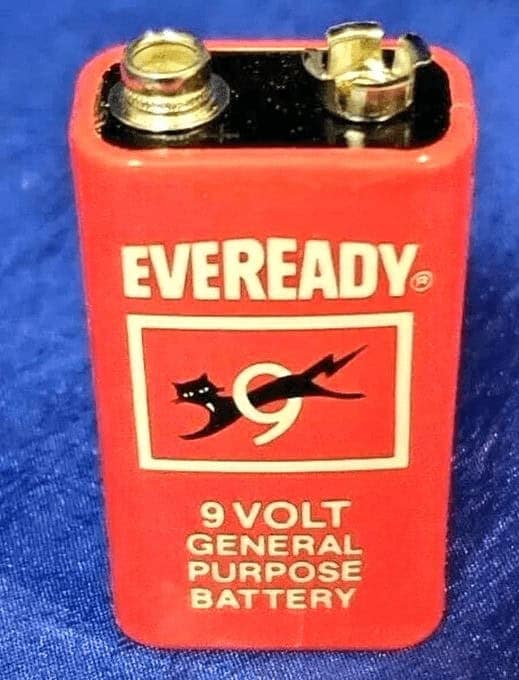 EVEREADY®
9
9 VOLT
GENERAL
PURPOSE
BATTERY